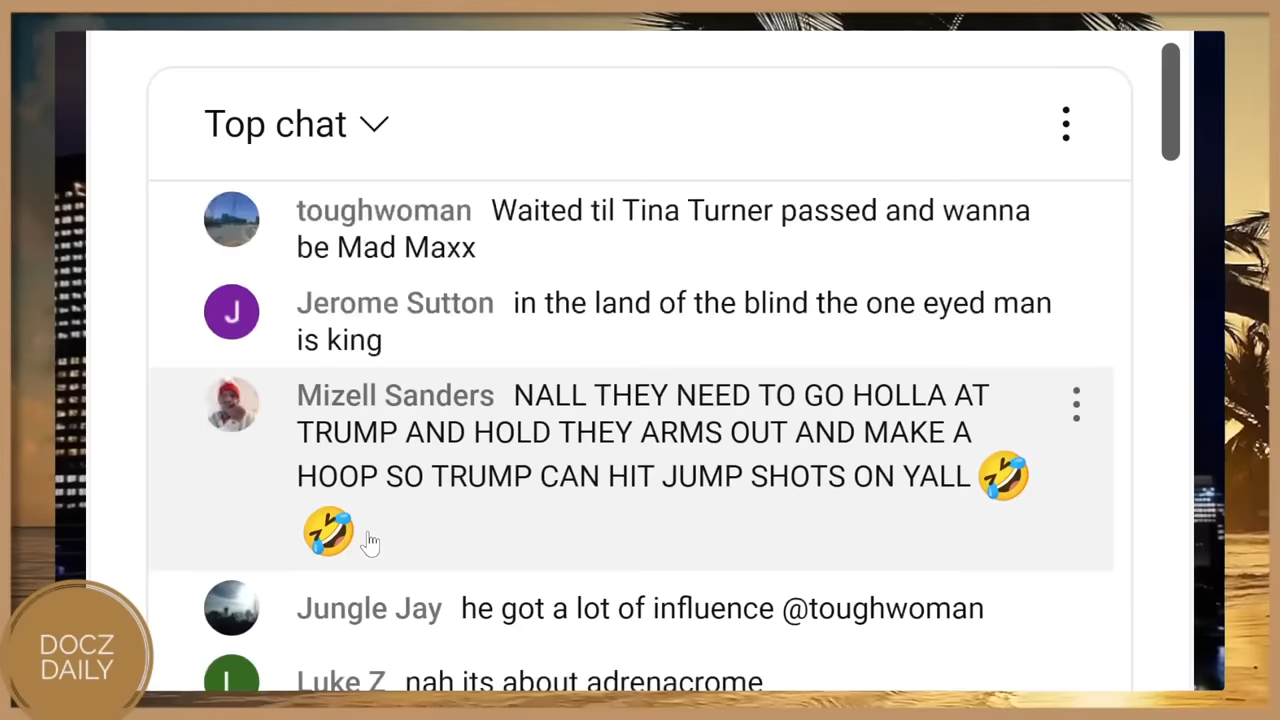 Top chat
toughwoman Waited til Tina Turner passed and wanna
be Mad Maxx
Jerome Sutton in the land of the blind the one eyed man
J
is king
Mizell Sanders NALL THEY NEED TO GO HOLLA AT
TRUMP AND HOLD THEY ARMS OUT AND MAKE A
HOOP SO TRUMP CAN HIT JUMP SHOTS ON YALL 🤣
🤣
Jungle Jay he got a lot of influence @toughwoman
L
Luke Z nah its about adrenacrome
DOCZ
DAILY